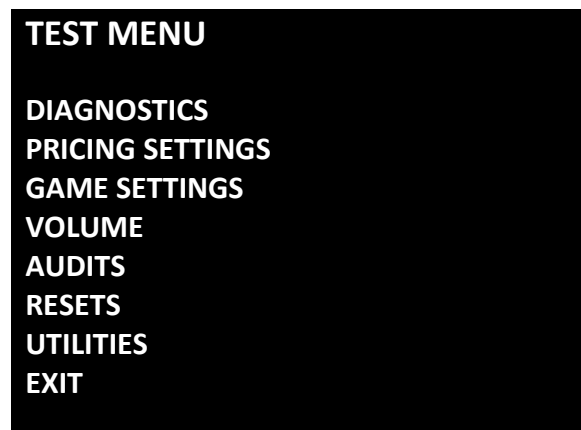 TEST MENU
DIAGNOSTICS
PRICING SETTINGS
GAME SETTINGS
VOLUME
AUDITS
RESETS
UTILITIES
EXIT